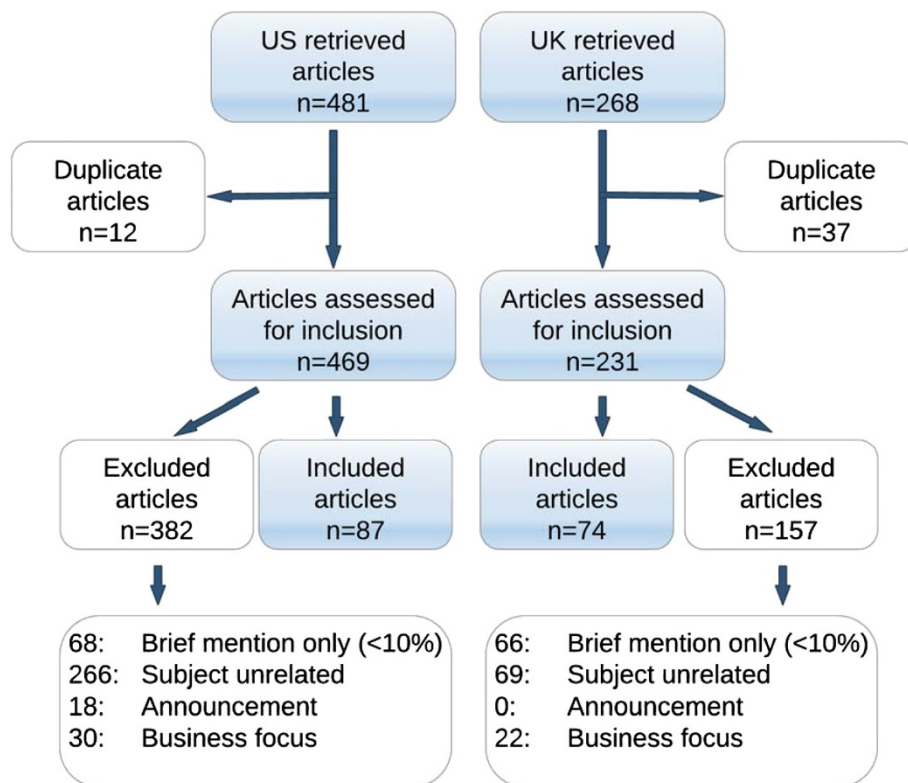 US retrieved
articles
n=481
UK retrieved
articles
n=268
Duplicate
articles
n=12
Duplicate
articles
n=37
Articles assessed
for inclusion
n=469
Articles assessed
for inclusion
n=231
Excluded
articles
n=382
Included
articles
n=87
Included
articles
n=74
Excluded
articles
n=157
68: Brief mention only (<10%)
266: Subject unrelated
18: Announcement
30: Business focus
66: Brief mention only (<10%)
69: Subject unrelated
0: Announcement
22: Business focus